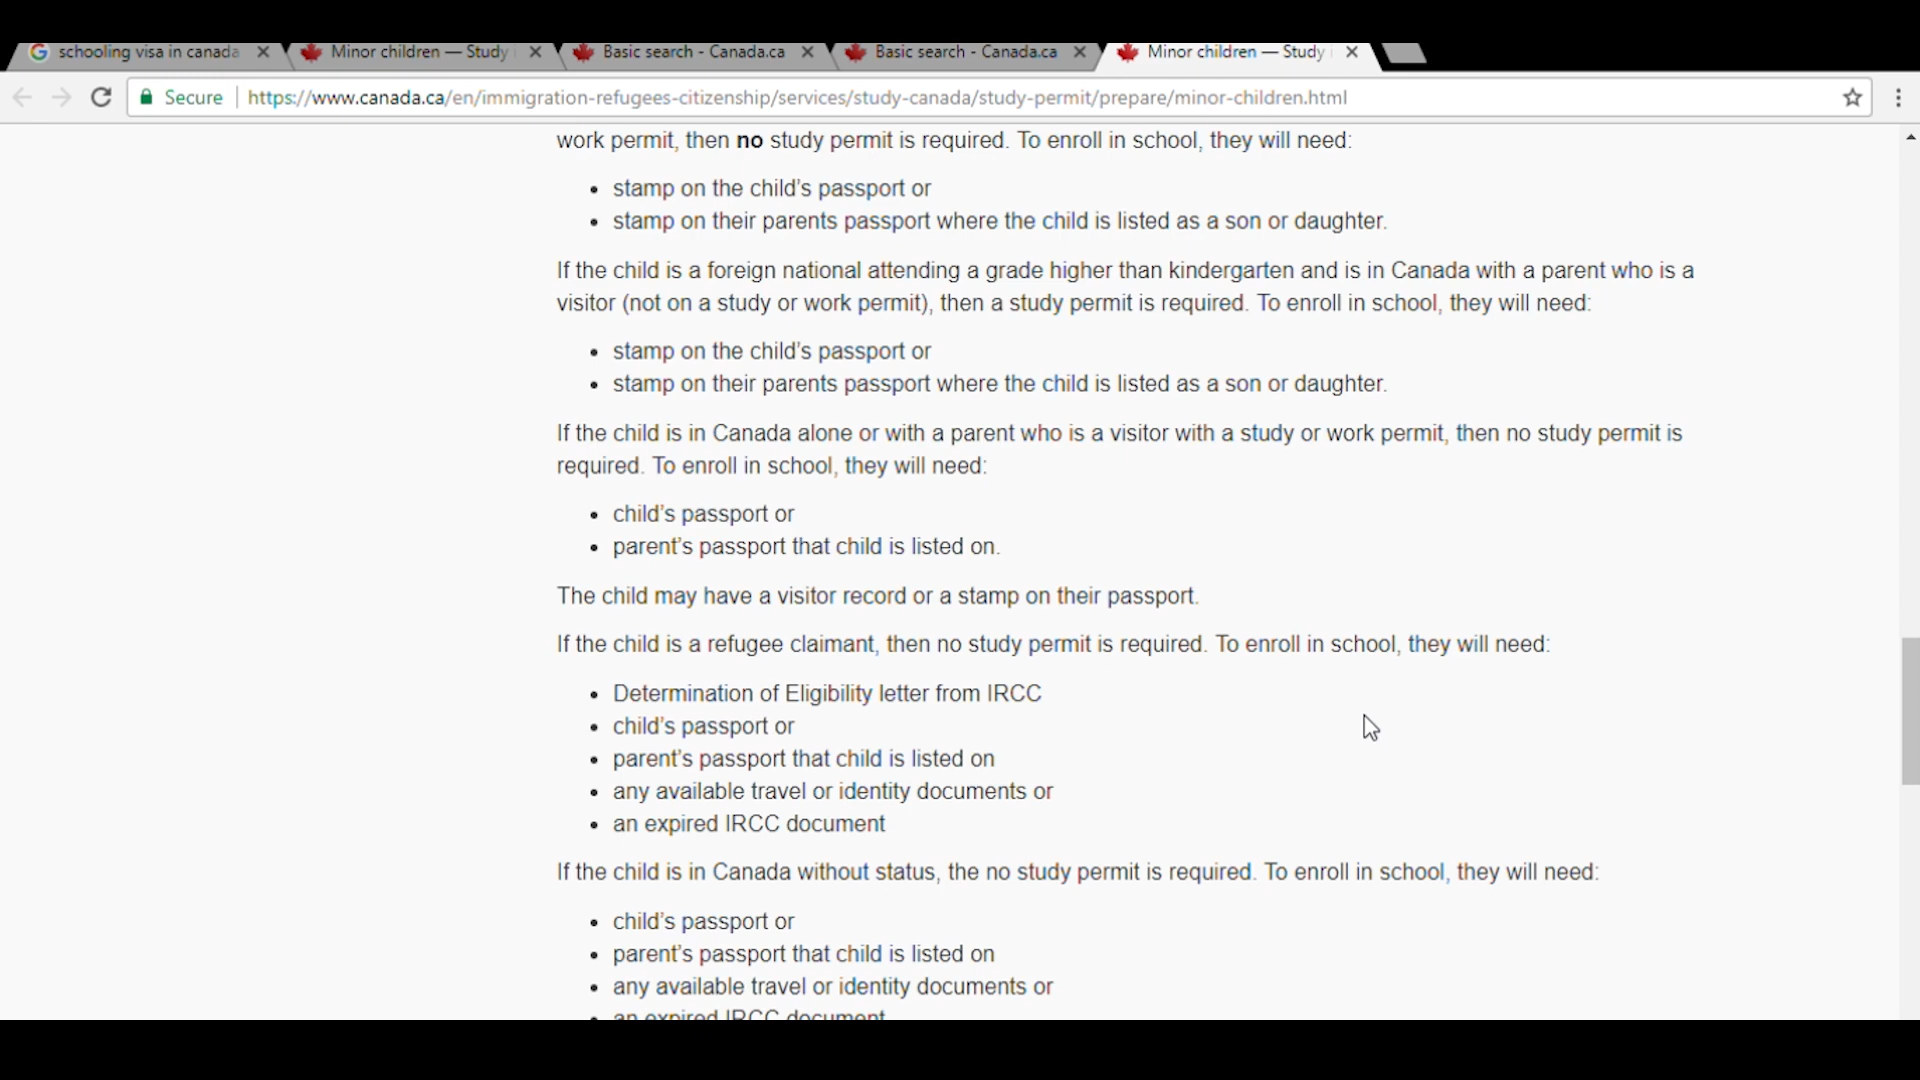 schooling visa in canada
Minor children — Study
Basic search - Canada.ca
Basic search - Canada.ca
Minor children — Study
Secure
https://www.canada.ca/en/immigration-refugees-citizenship/services/study-canada/study-permit/prepare/minor-children.html
work permit, then no study permit is required. To enroll in school, they will need:
• stamp on the child's passport or
• stamp on their parents passport where the child is listed as a son or daughter.
If the child is a foreign national attending a grade higher than kindergarten and is in Canada with a parent who is a
visitor (not on a study or work permit), then a study permit is required. To enroll in school, they will need:
• stamp on the child's passport or
• stamp on their parents passport where the child is listed as a son or daughter.
If the child is in Canada alone or with a parent who is a visitor with a study or work permit, then no study permit is
required. To enroll in school, they will need:
• child's passport or
• parent's passport that child is listed on.
The child may have a visitor record or a stamp on their passport.
If the child is a refugee claimant, then no study permit is required. To enroll in school, they will need:
• Determination of Eligibility letter from IRCC
• child's passport or
• parent's passport that child is listed on
• any available travel or identity documents or
• an expired IRCC document
If the child is in Canada without status, the no study permit is required. To enroll in school, they will need:
• child's passport or
• parent's passport that child is listed on
• any available travel or identity documents or
• an expired IRCC document